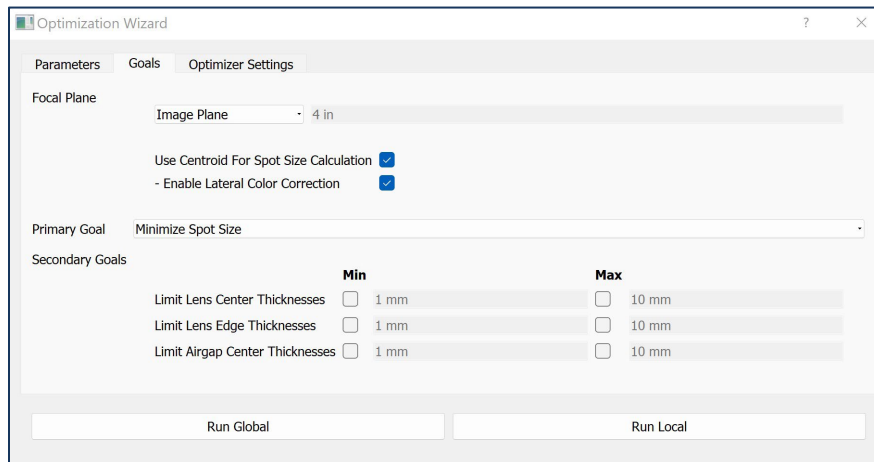 Optimization Wizard ?
Parameters Goals Optimizer Settings
Focal Plane
Image Plane 4 in
Use Centroid For Spot Size Calculation
- Enable Lateral Color Correction
Primary Goal Minimize Spot Size
Secondary Goals
Min Max
Limit Lens Center Thicknesses 1 mm 10 mm
Limit Lens Edge Thicknesses 1 mm 10 mm
Limit Airgap Center Thicknesses 1 mm 10 mm
Run Global Run Local